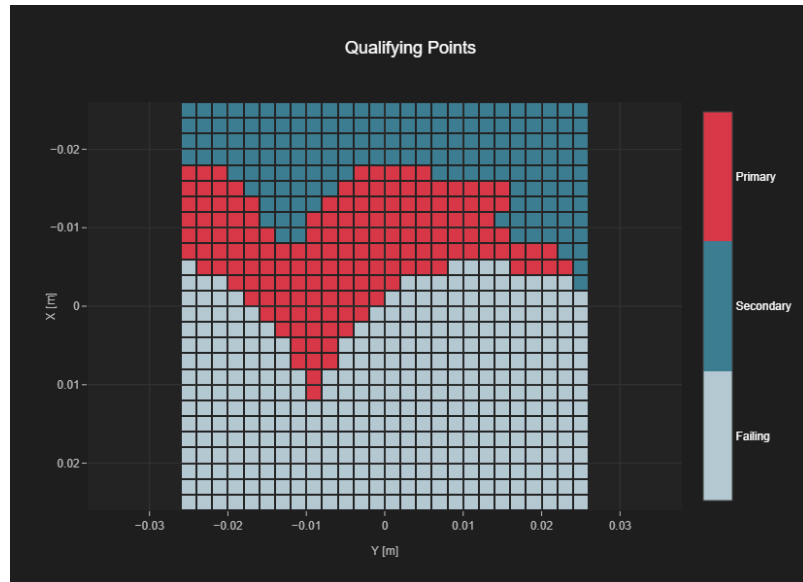 Qualifying Points
Primary
Secondary
Failing
−0.02
−0.01
0
0.01
0.02
X [m]
−0.03
−0.02
−0.01
0
0.01
0.02
0.03
Y [m]